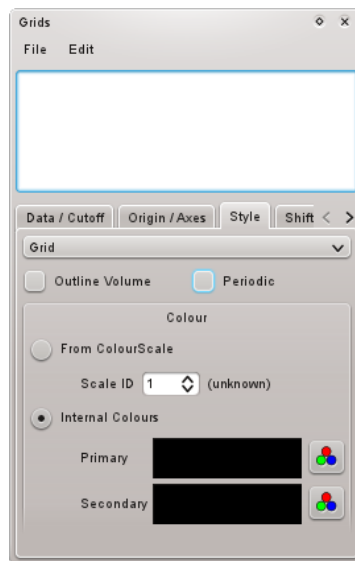 Grids
File Edit
Data / Cutoff Origin / Axes Style Shift
Grid
Outline Volume Periodic
Colour
From ColourScale
Scale ID 1 (unknown)
Internal Colours
Primary
Secondary